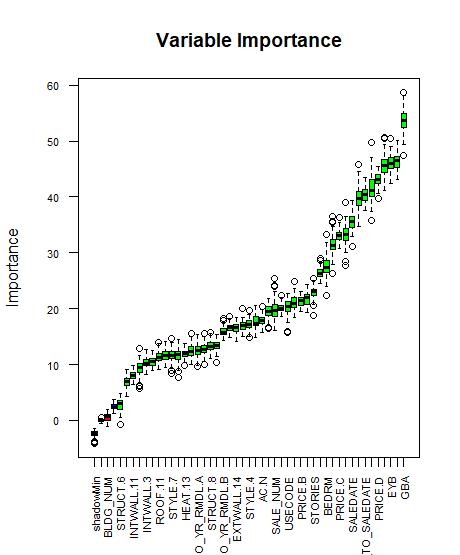 Variable Importance
Importance
60
50
40
30
20
10
0
shadowMin
BLDG_NUM
STRUCT.6
INTWALL.11
INTWALL.3
ROOF.11
STYLE.7
HEAT.13
O_YR_RMDL.A
STRUCT.8
O_YR_RMDL.B
EXTWALL.14
STYLE.4
AC.N
SALE_NUM
USECODE
PRICE.B
STORIES
BEDRM
PRICE.C
SALEDATE
TO_SALEDATE
PRICE.D
EYB
GBA